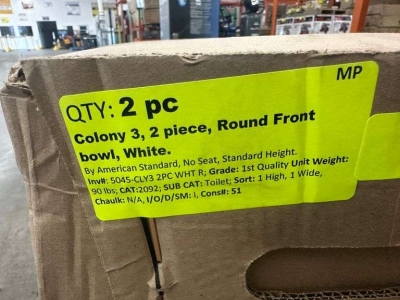 MP
QTY: 2 pc
Colony 3, 2 piece, Round Front
bowl, White.
By American Standard, No Seat, Standard Height.
Inv#: 5045-CLY3 2PC WHT R; Grade: 1st Quality Unit Weight:
90 lbs; CAT:2092; SUB CAT: Toilet; Sort: 1 High, 1 Wide,
Chaulk: N/A, I/O/D/SM: I, Cons#: 51